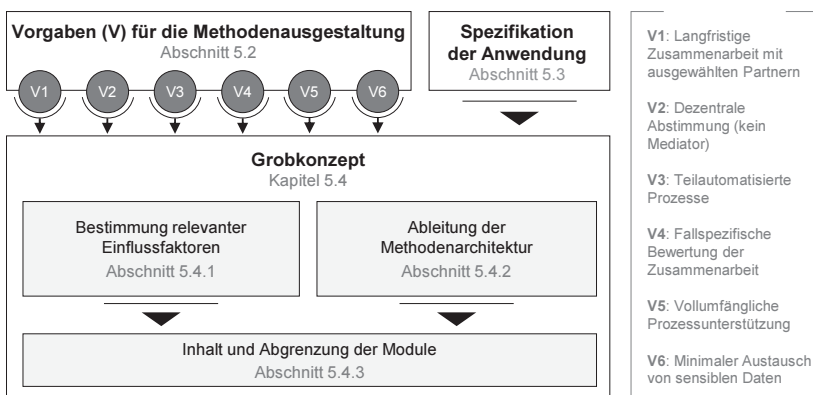 Vorgaben (V) für die Methodenausgestaltung
Abschnitt 5.2
Spezifikation
der Anwendung
Abschnitt 5.3
V1
V2
V3
V4
V5
V6
Grobkonzept
Kapitel 5.4
Bestimmung relevanter
Einflussfaktoren
Abschnitt 5.4.1
Ableitung der
Methodenarchitektur
Abschnitt 5.4.2
Inhalt und Abgrenzung der Module
Abschnitt 5.4.3
V1: Langfristige
Zusammenarbeit mit
ausgewählten Partnern
V2: Dezentrale
Abstimmung (kein
Mediator)
V3: Teilautomatisierte
Prozesse
V4: Fallspezifische
Bewertung der
Zusammenarbeit
V5: Vollumfängliche
Prozessunterstützung
V6: Minimaler Austausch
von sensiblen Daten